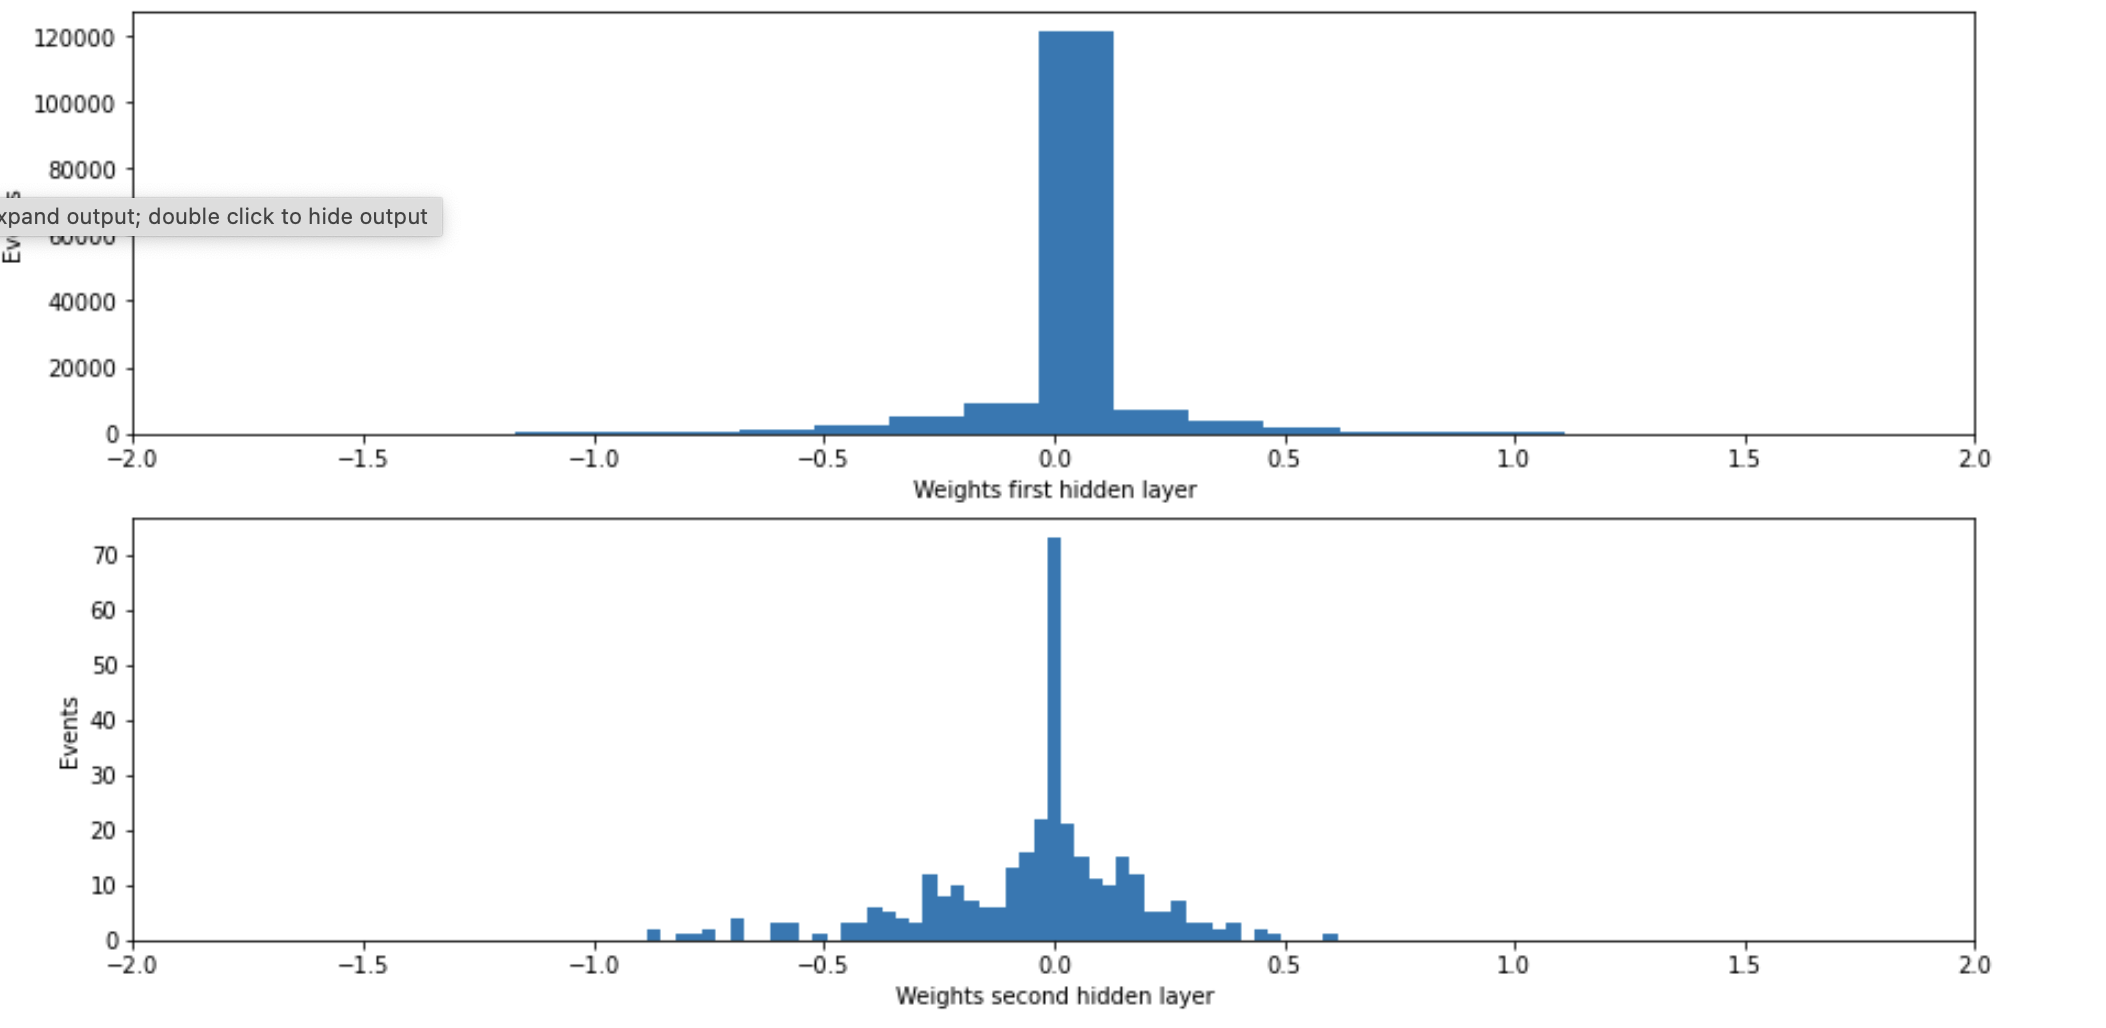 120000
100000
80000
xpand output; double click to hide output
60000
40000
20000
0
−2.0 −1.5 −1.0 −0.5 0.0 0.5 1.0 1.5 2.0
Weights first hidden layer
70
60
50
40
30
20
10
0
Events
−2.0 −1.5 −1.0 −0.5 0.0 0.5 1.0 1.5 2.0
Weights second hidden layer